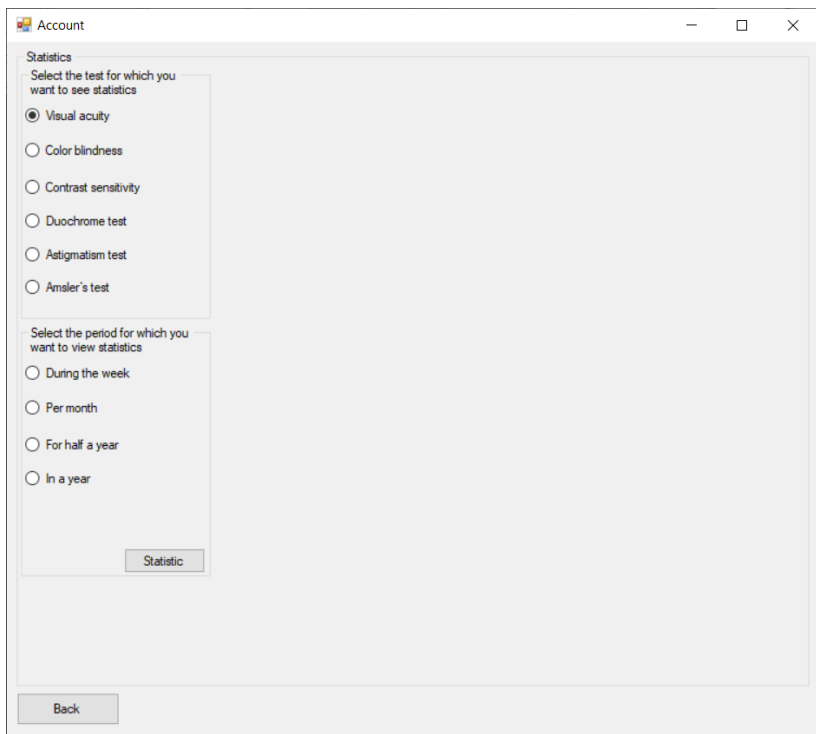 Account
Statistics
Select the test for which you
want to see statistics
Visual acuity
Color blindness
Contrast sensitivity
Duochrome test
Astigmatism test
Amsler`s test
Select the period for which you
want to view statistics
During the week
Per month
For half a year
In a year
Statistic
Back